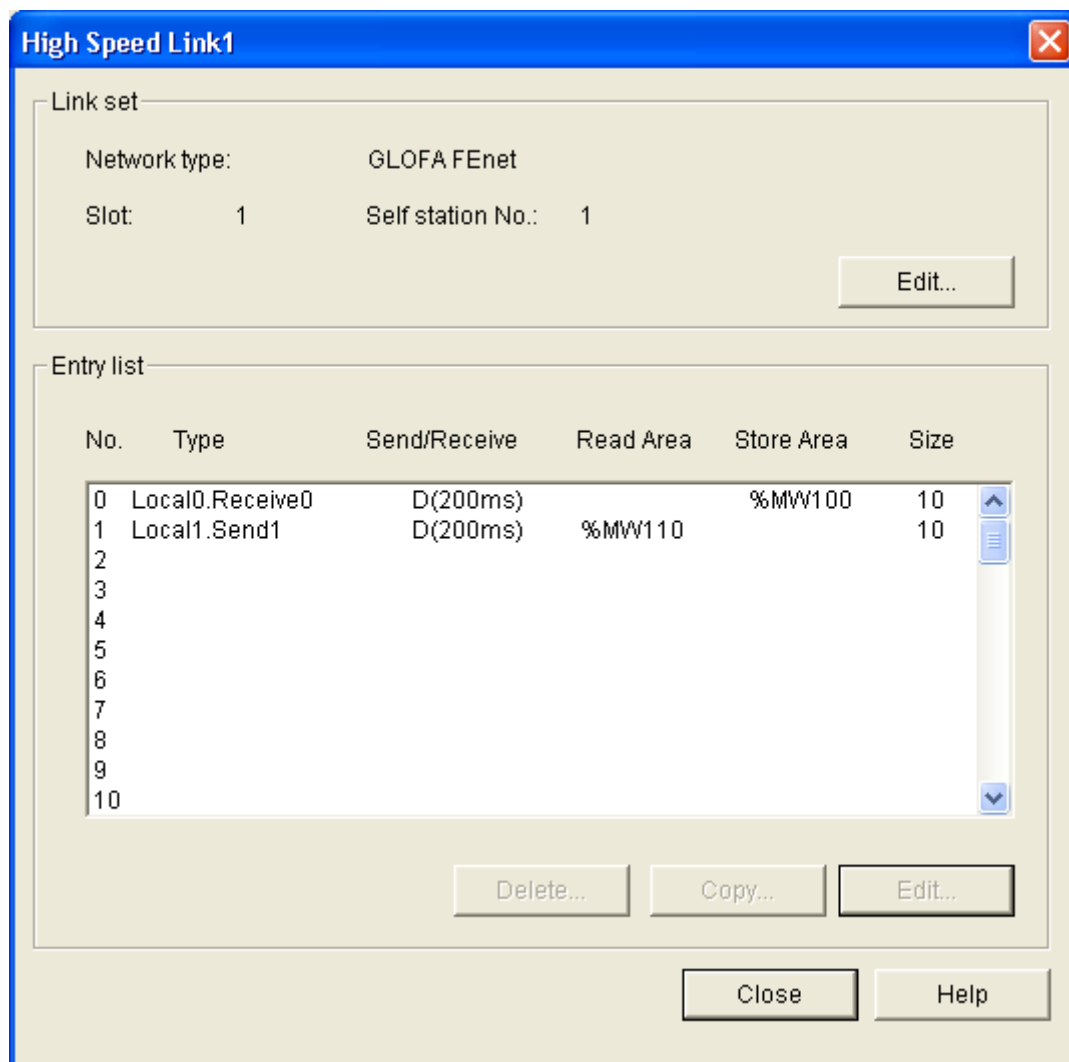 High Speed Link1
Link set
Network type: GLOFA FEnet
Slot: 1 Self station No.: 1
Edit...
Entry list
No. Type Send/Receive Read Area Store Area Size
0 Local0.Receive0 D(200ms) %MW100 10
1 Local1.Send1 D(200ms) %MW110 10
2
3
4
5
6
7
8
9
10
Delete... Copy... Edit...
Close Help